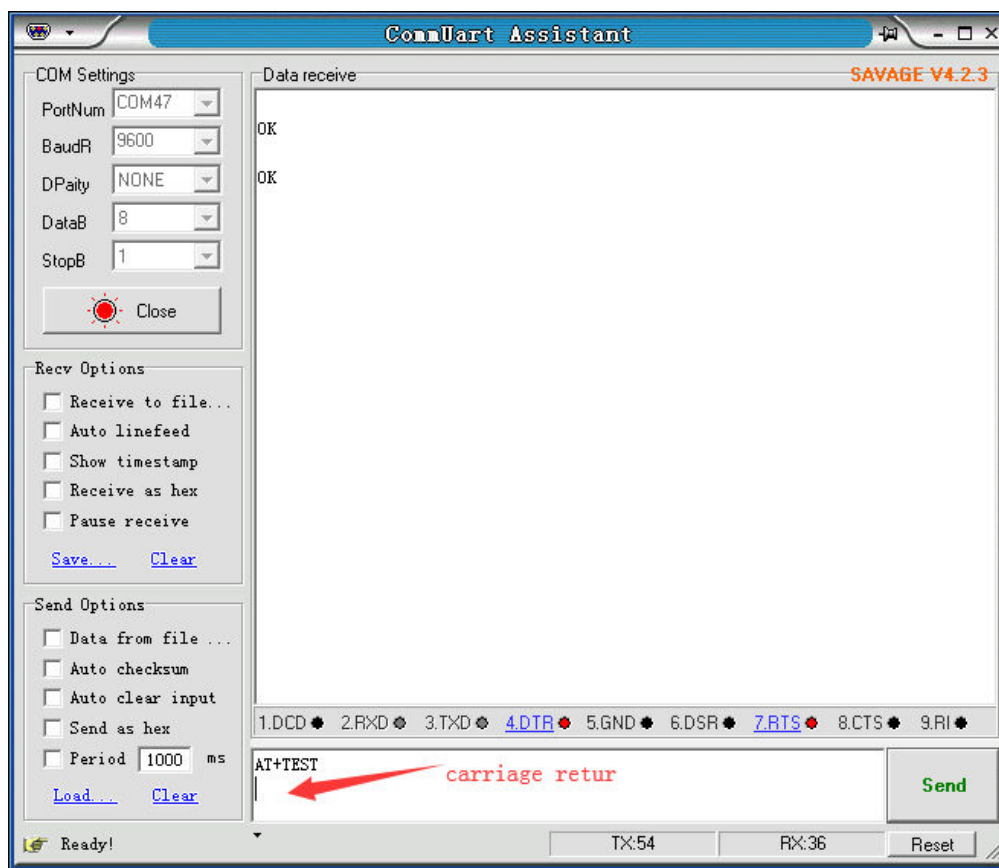 CommUart Assistant
COM Settings
PortNum COM47
BaudR 9600
DPaity NONE
DataB 8
StopB 1
Close
Recv Options
Receive to file...
Auto linefeed
Show timestamp
Receive as hex
Pause receive
Save... Clear
Send Options
Data from file ...
Auto checksum
Auto clear input
Send as hex
Period 1000 ms
Load... Clear
Data receive SAVAGE V4.2.3
OK
OK
1.DCD 2.RXD 3.TXD 4.DTR 5.GND 6.DSR 7.RTS 8.CTS 9.RI
AT+TEST
carriage retur
Send
Ready! TX:54 RX:36 Reset